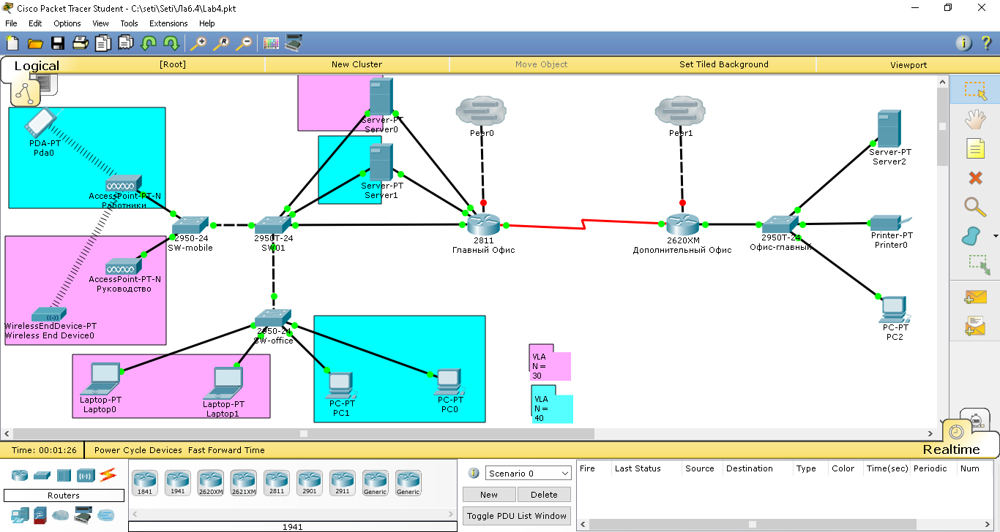 Cisco Packet Tracer Student - C:\seti\Seti\Лаб.4\Lab4.pkt
File Edit Options View Tools Extensions Help
Logical [Root] New Cluster Move Object Set Tiled Background Viewport
PDA-PT
Pda0
AccessPoint-PT-N
Работники
2950-24
SW-mobile
AccessPoint-PT-N
Руководство
WirelessEndDevice-PT
Wireless End Device0
Server-PT
Server0
Server-PT
Server1
2950T-24
SW01
2950-24
SW-office
Laptop-PT
Laptop0
Laptop-PT
Laptop1
PC-PT
PC1
PC-PT
PC0
Peer0
2811
Главный Офис
Peer1
2620XM
Дополнительный Офис
2950T-24
Офис-главный
Server-PT
Server2
Printer-PT
Printer0
PC-PT
PC2
VLA
N =
30
VLA
N =
40
Time: 00:01:26 Power Cycle Devices Fast Forward Time Realtime
Routers
1841 1941 2620XM 2621XM 2811 2901 2911 Generic Generic
1941
Scenario 0
New Delete
Toggle PDU List Window
Fire Last Status Source Destination Type Color Time(sec) Periodic Num